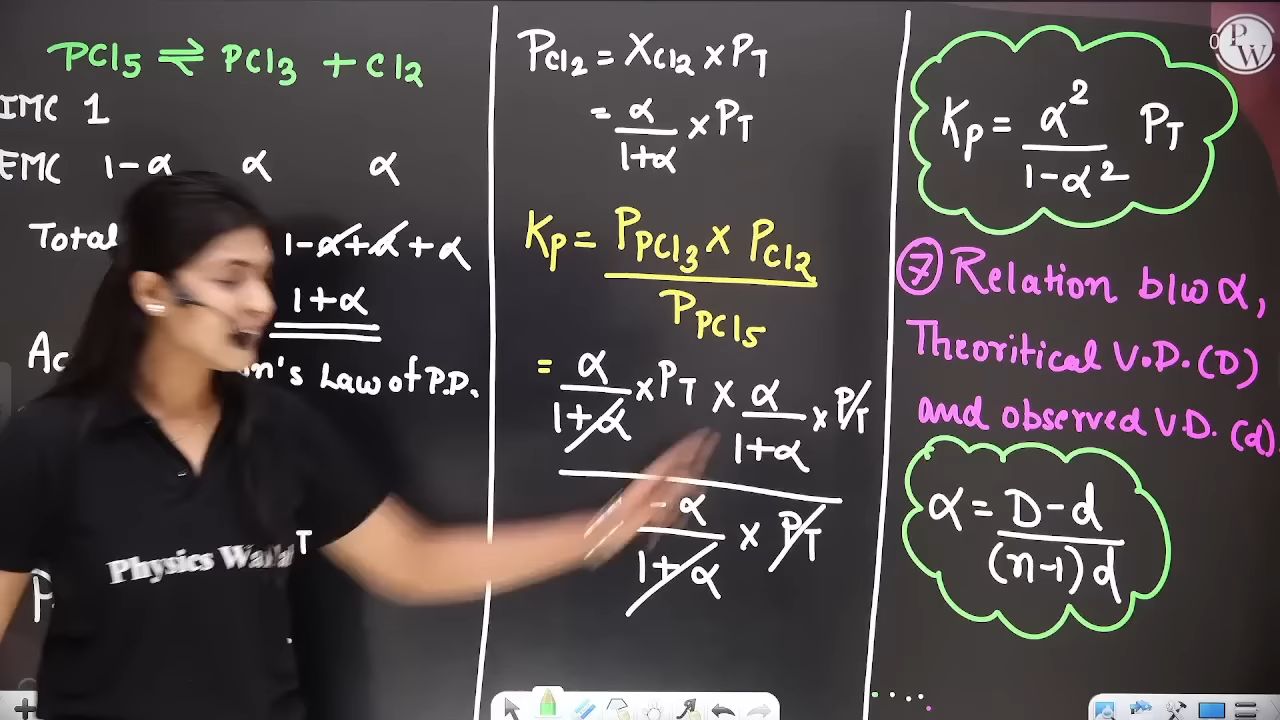 PCl5 ⇌ PCl3 + Cl2
IMC 1
EMC 1-α α α
Total 1-α+α+α
1+α
Law of P.D.
Physics
PCl2 = XCl2 × PT
= α/1+α × PT
Kp = PPCl3 × PCl2 / PPCl5
= α/1+α × PT × α/1+α × PT
-α/1+α × PT
PW
Kp = α²/1-α² PT
⑦ Relation b/w α,
Theoritical V.D. (D)
and observed V.D. (d)
α = D-d/(n-1)d